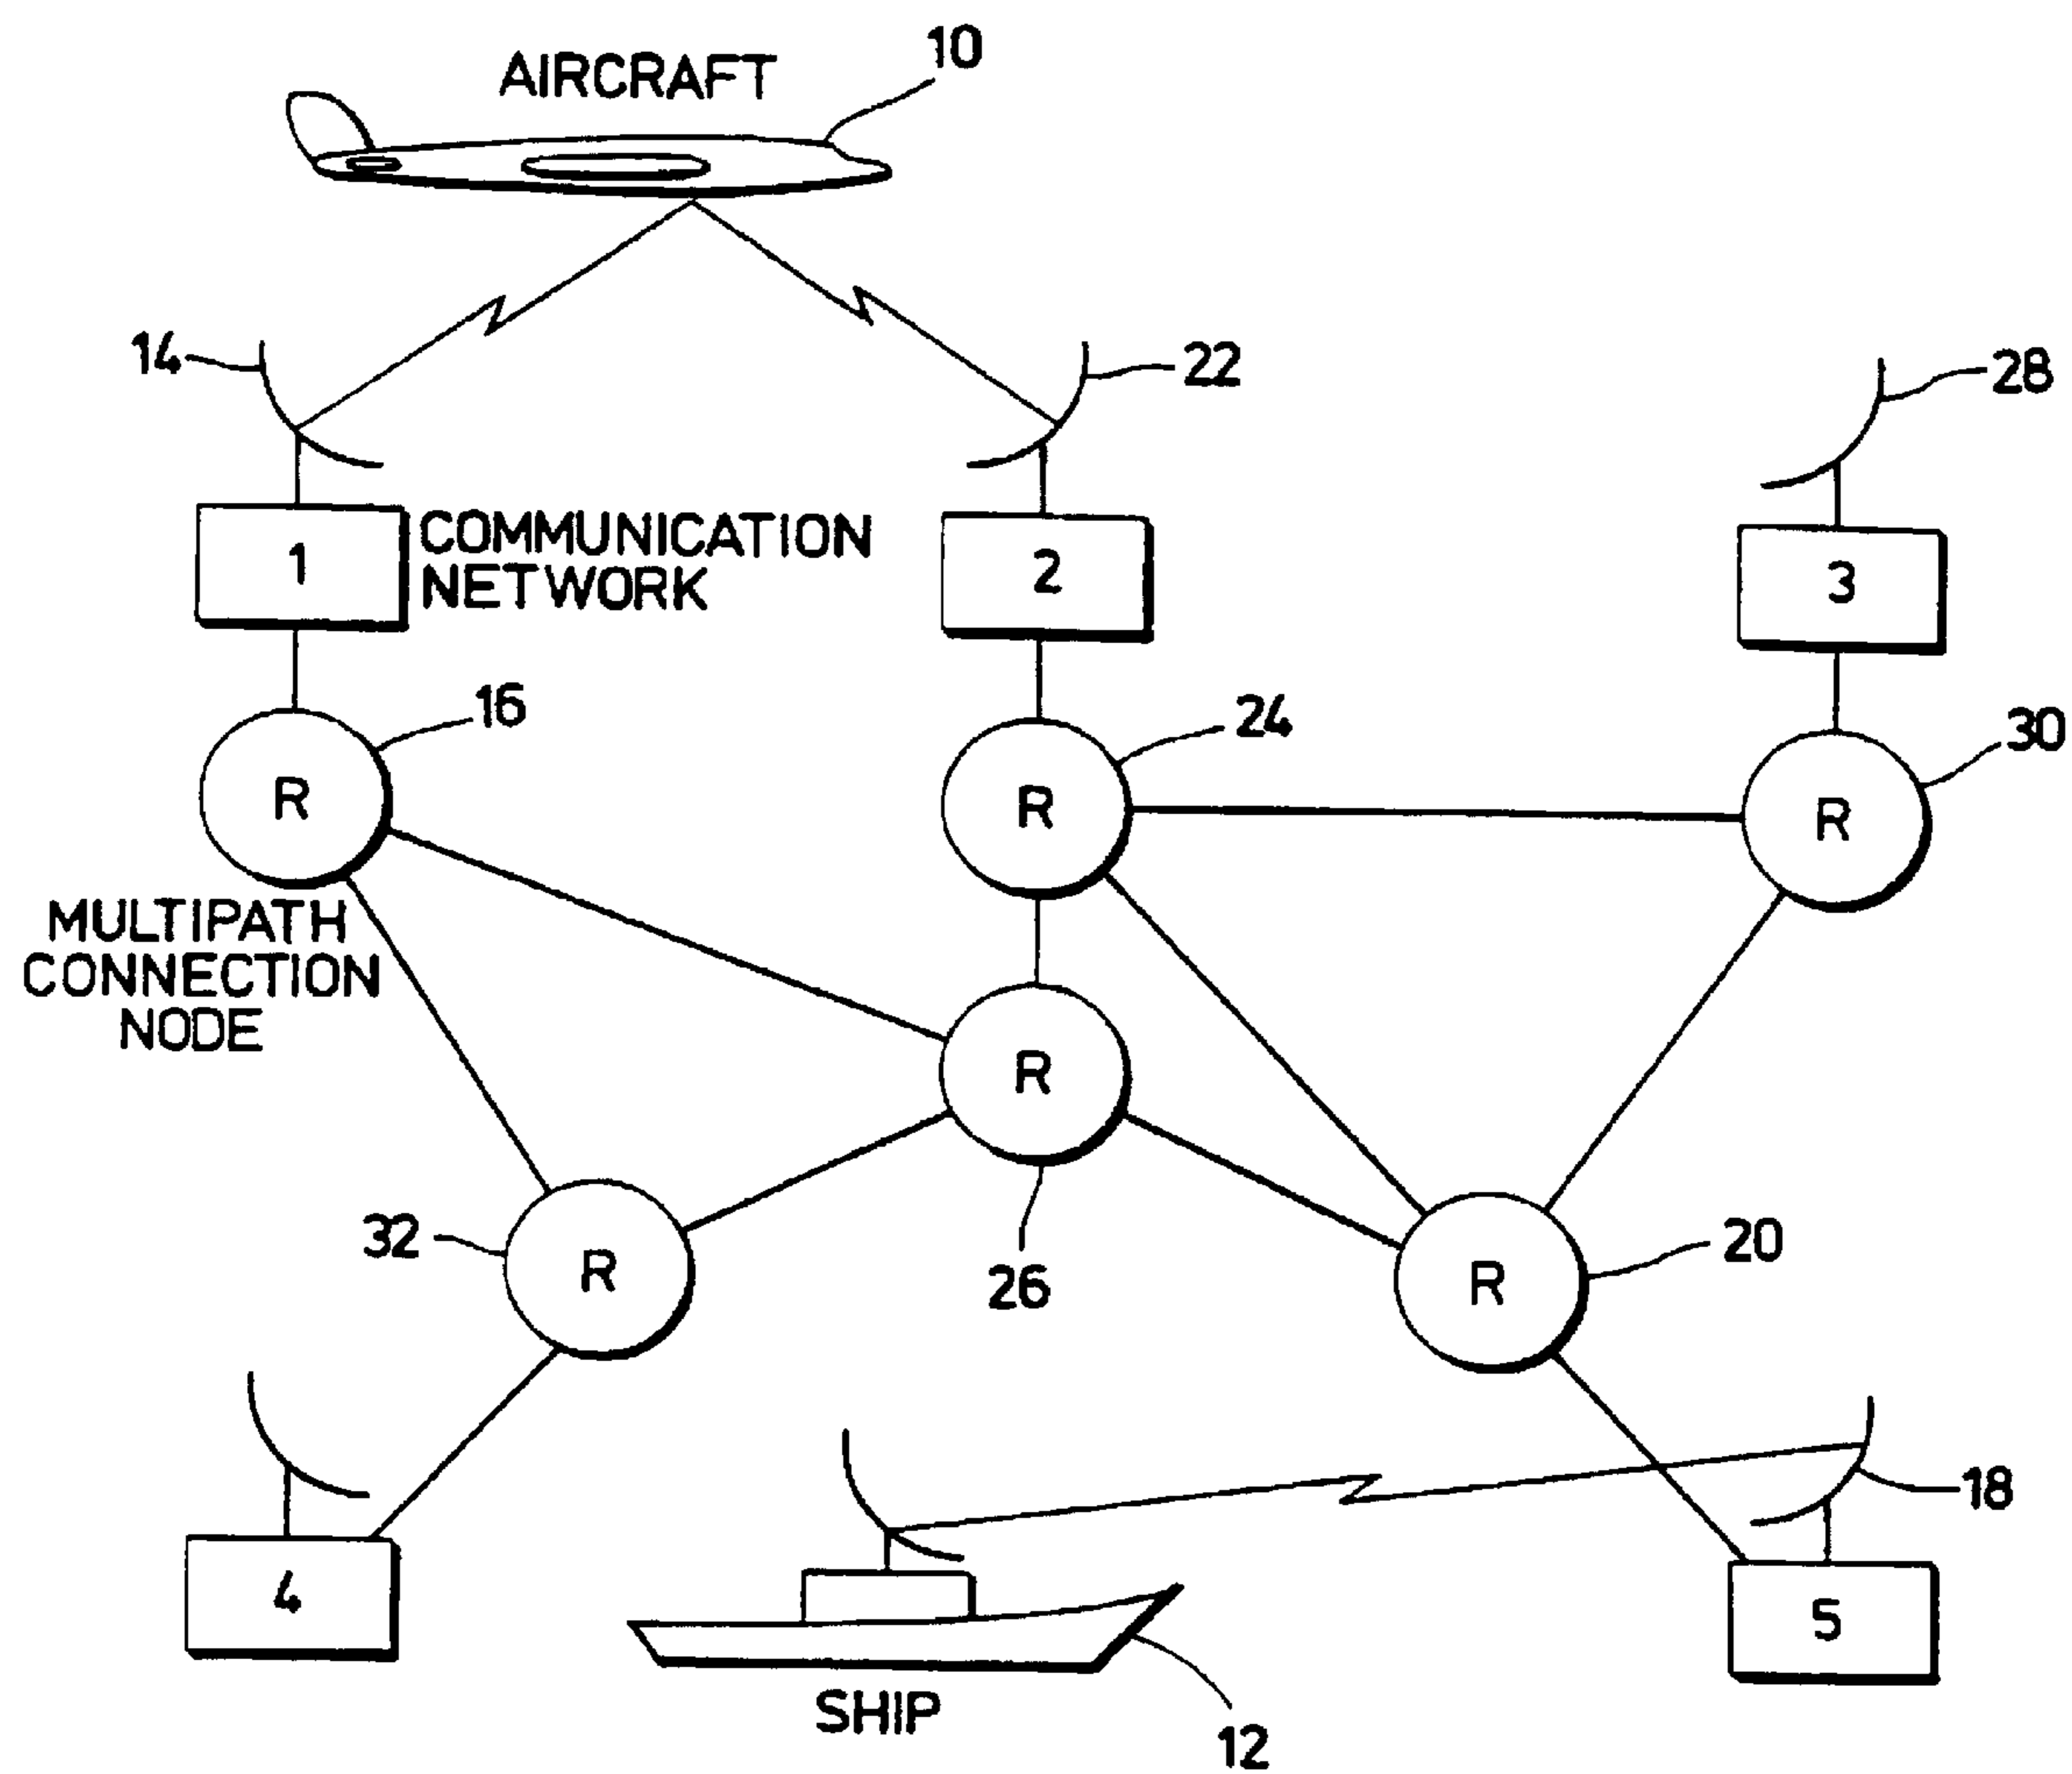 10
AIRCRAFT
14
22
28
1
COMMUNICATION
NETWORK
2
3
16
24
30
R
R
R
MULTIPATH
CONNECTION
NODE
R
32
R
26
20
R
18
4
5
SHIP
12